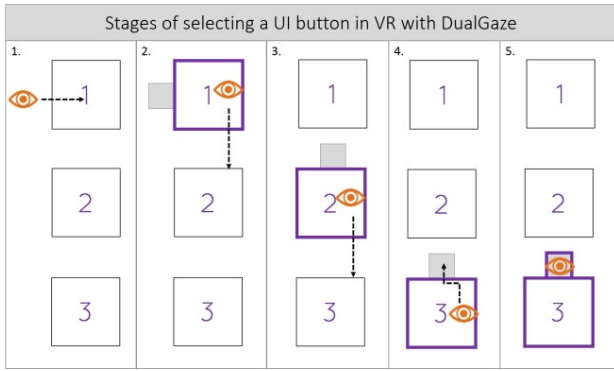 Stages of selecting a UI button in VR with DualGaze
1. 2. 3. 4. 5.
1 1 1 1 1
2 2 2 2 2
3 3 3 3 3